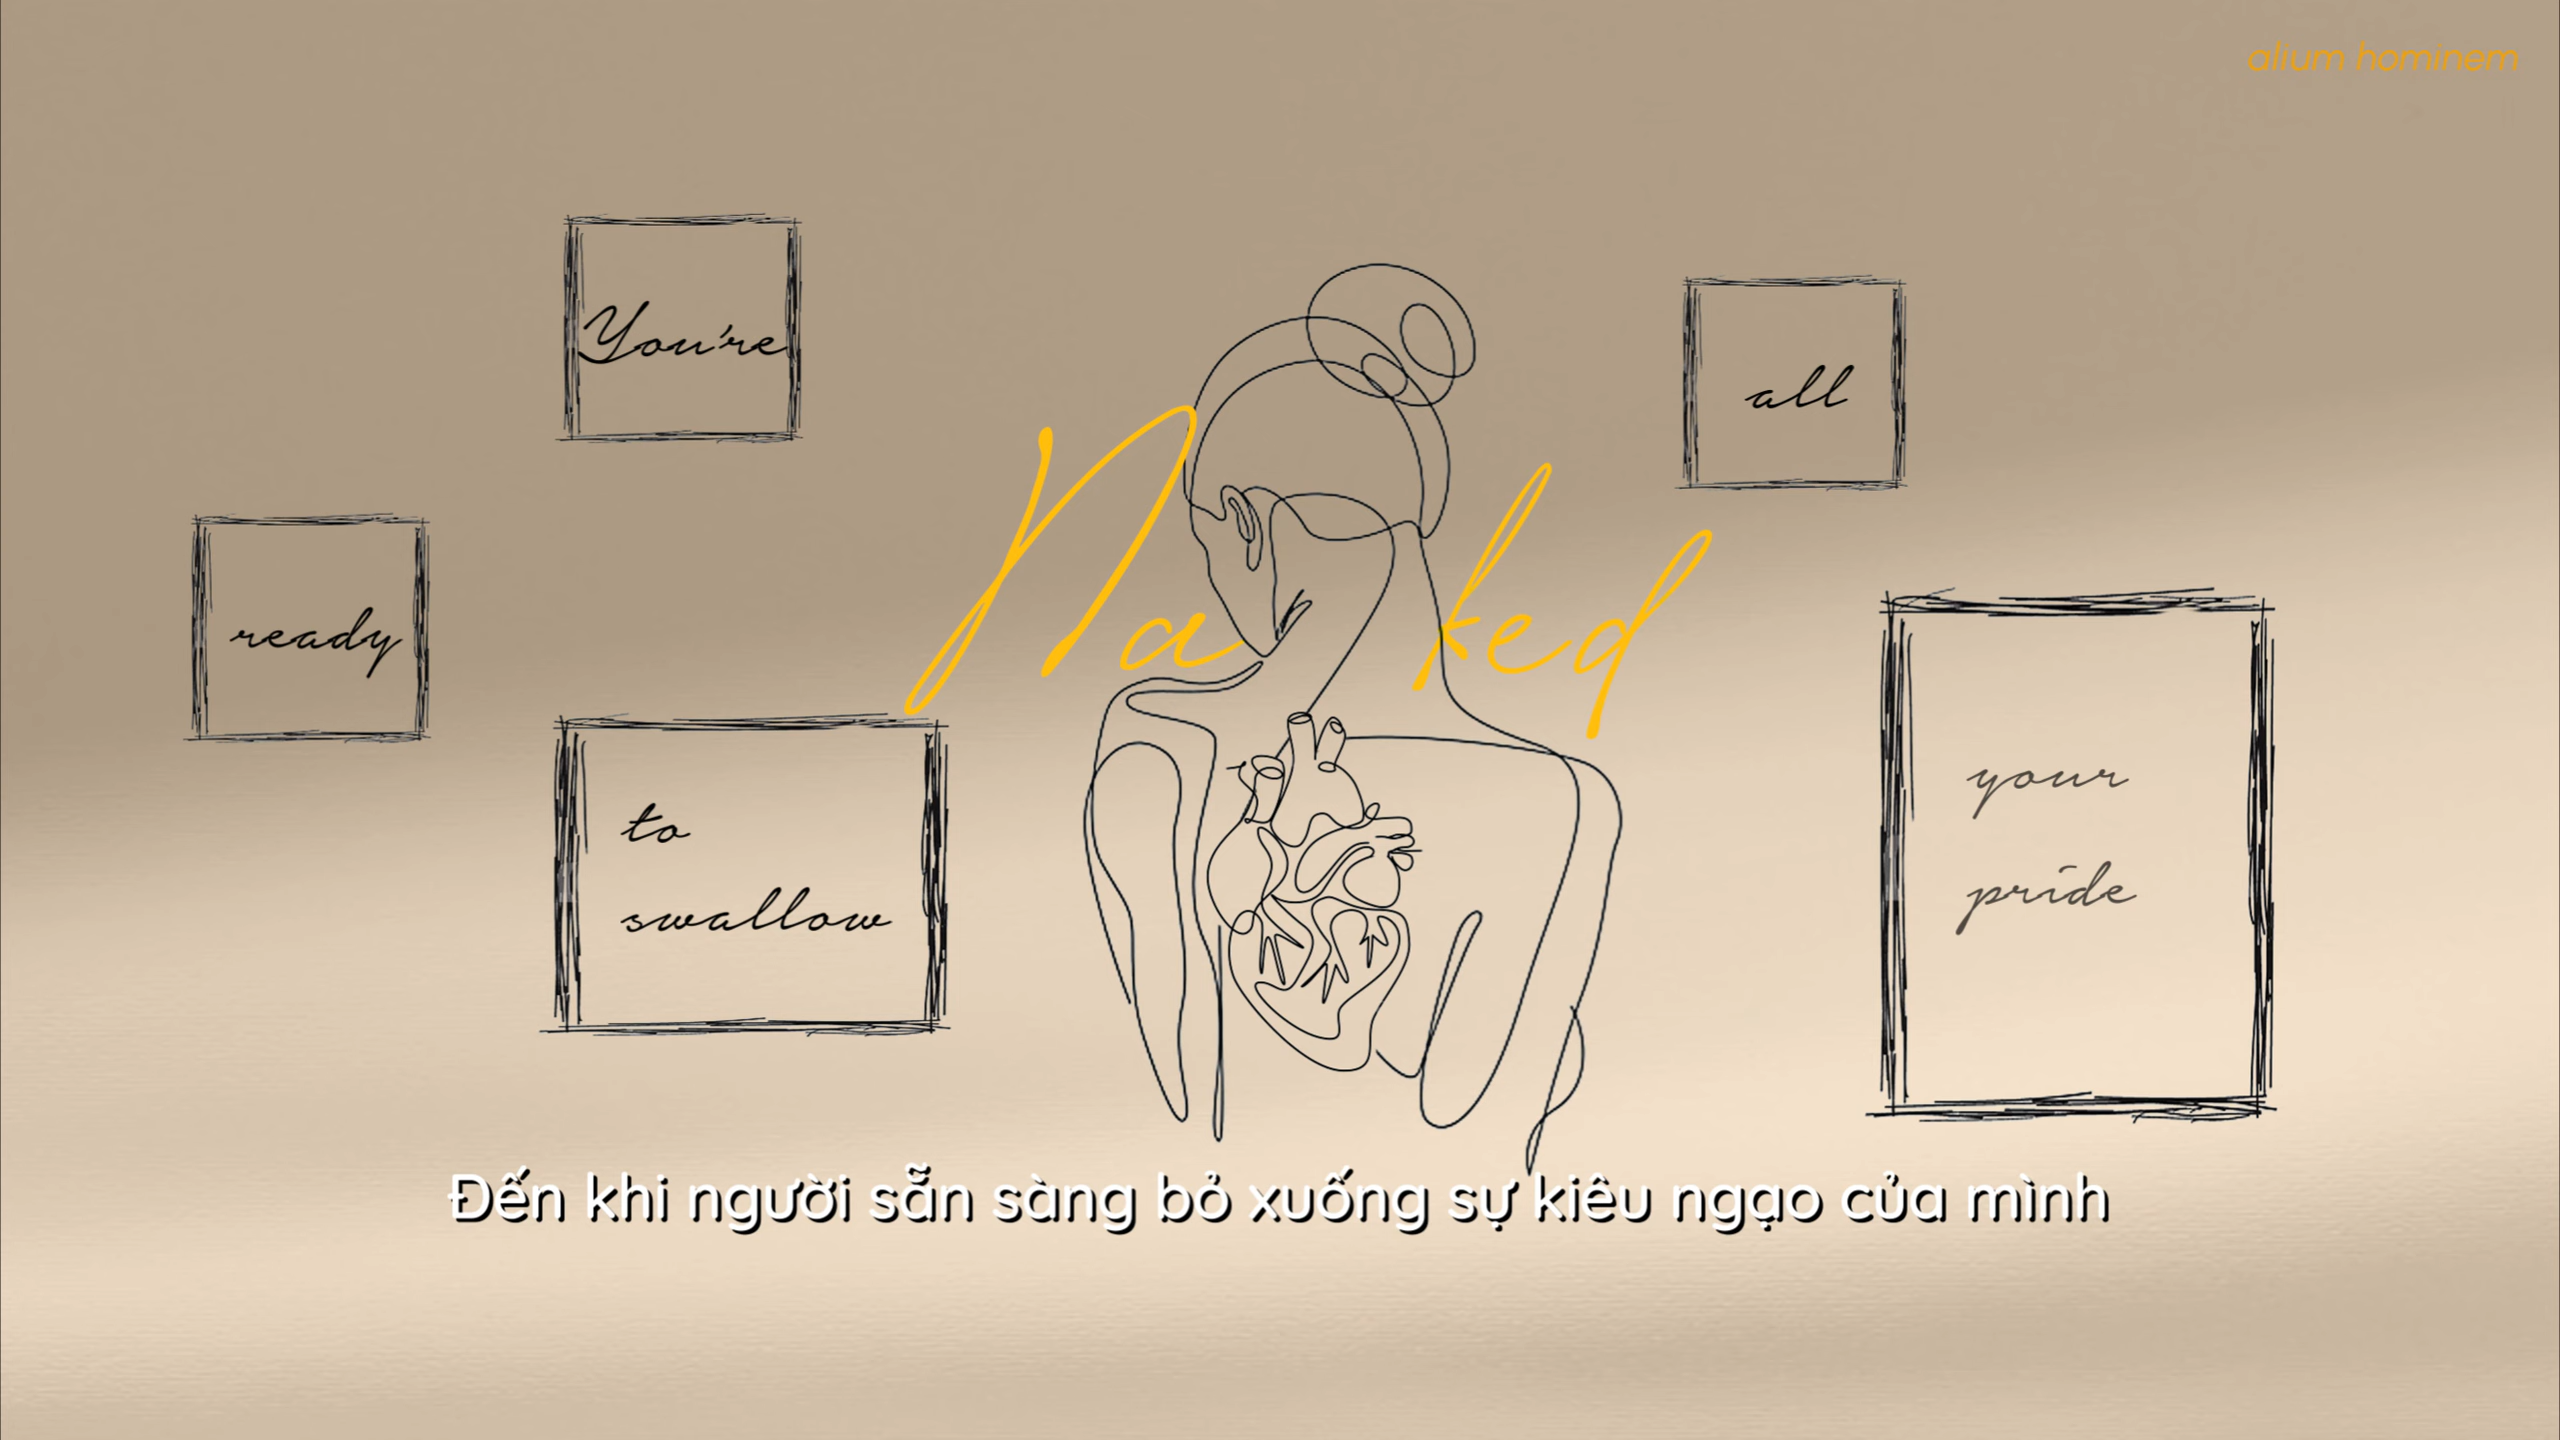 alium hominem
You're
all
ready
to
swallow
your
pride
Naked
Đến khi người sẵn sàng bỏ xuống sự kiêu ngạo của mình